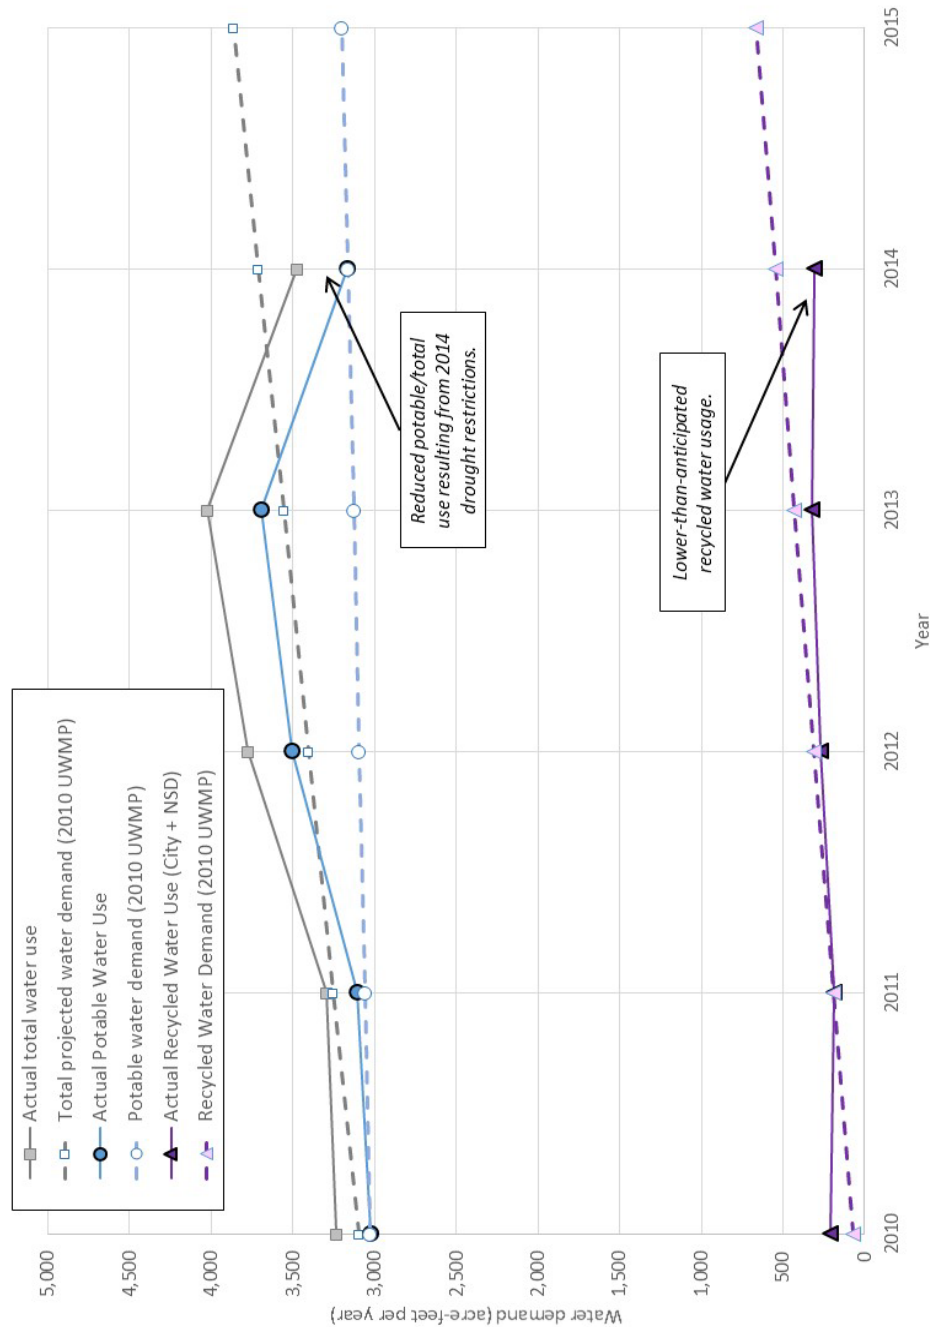 Actual total water use
Total projected water demand (2010 UWMP)
Actual Potable Water Use
Potable water demand (2010 UWMP)
Actual Recycled Water Use (City + NSD)
Recycled Water Demand (2010 UWMP)
5,000
4,500
4,000
3,500
3,000
2,500
2,000
1,500
1,000
500
0
Water demand (acre-feet per year)
Reduced potable/total
use resulting from 2014
drought restrictions.
Lower-than-anticipated
recycled water usage.
2010
2011
2012
2013
2014
2015
Year